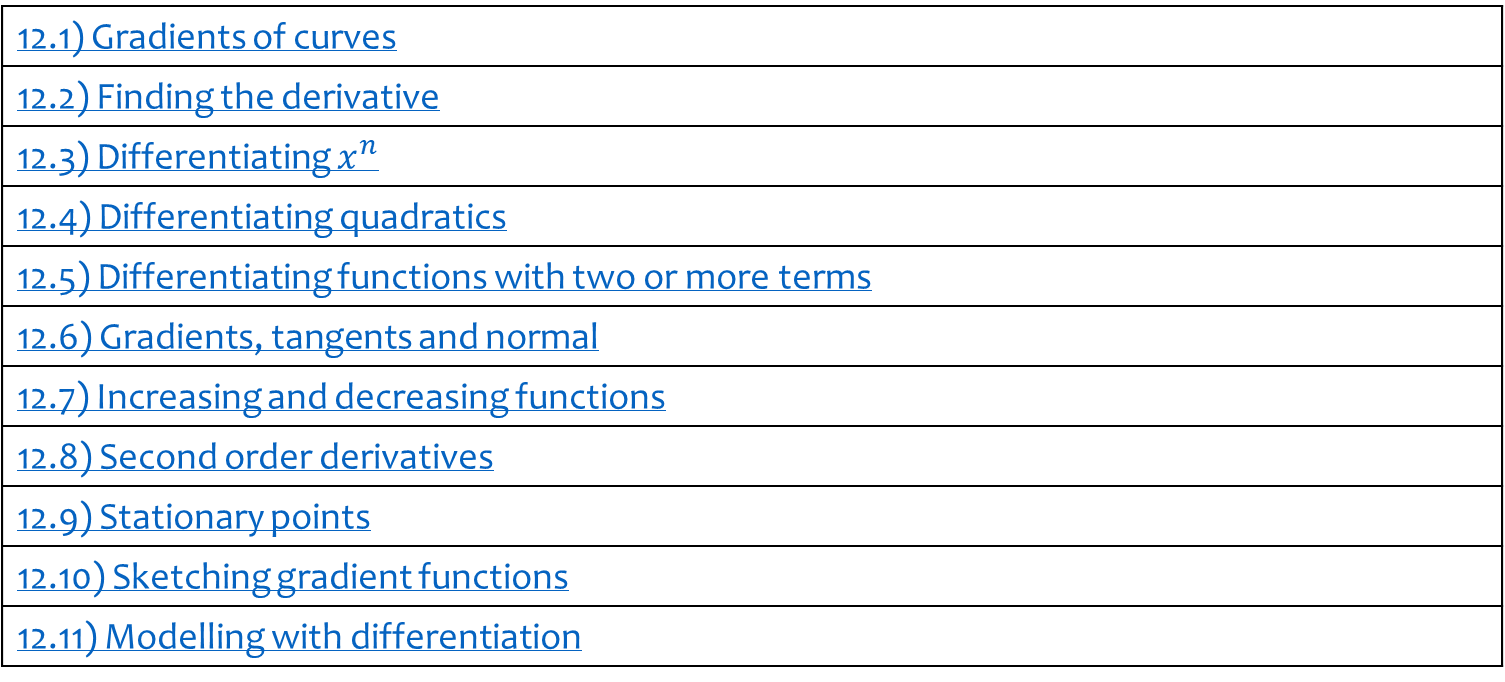 12.1) Gradients of curves
12.2) Finding the derivative
12.3) Differentiating xⁿ
12.4) Differentiating quadratics
12.5) Differentiating functions with two or more terms
12.6) Gradients, tangents and normal
12.7) Increasing and decreasing functions
12.8) Second order derivatives
12.9) Stationary points
12.10) Sketching gradient functions
12.11) Modelling with differentiation